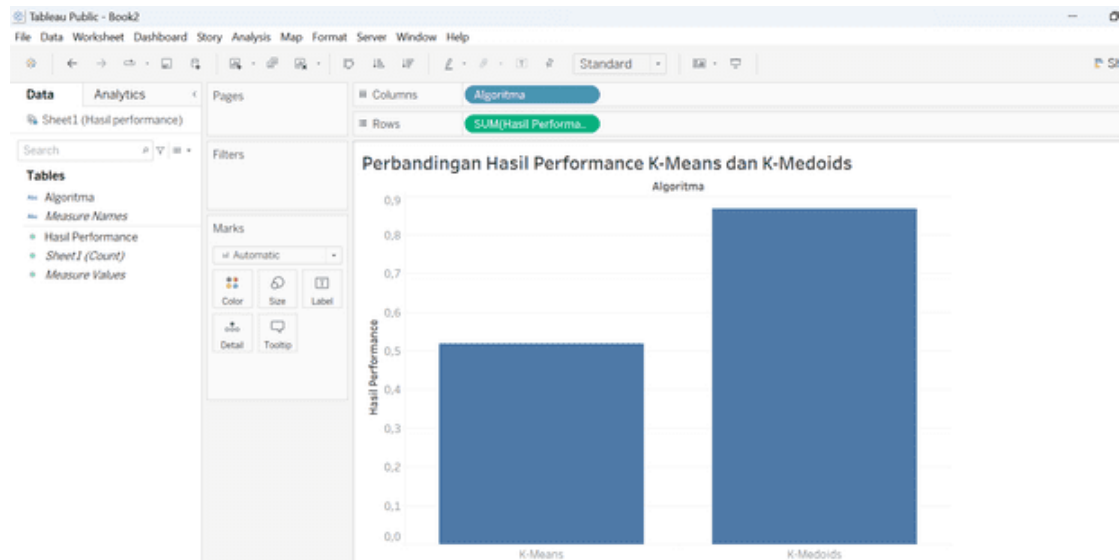 Tableau Public - Book2
File Data Worksheet Dashboard Story Analysis Map Format Server Window Help
Standard
Data Analytics
Sheet1 (Hasil performance)
Search
Tables
Abc Algoritma
Abc Measure Names
Hasil Performance
Sheet1 (Count)
Measure Values
Pages
Filters
Marks
Automatic
Color Size Label
Detail Tooltip
Columns Algoritma
Rows SUM(Hasil Performa..
Perbandingan Hasil Performance K-Means dan K-Medoids
Algoritma
Hasil Performance
0,9
0,8
0,7
0,6
0,5
0,4
0,3
0,2
0,1
0,0
K-Means K-Medoids